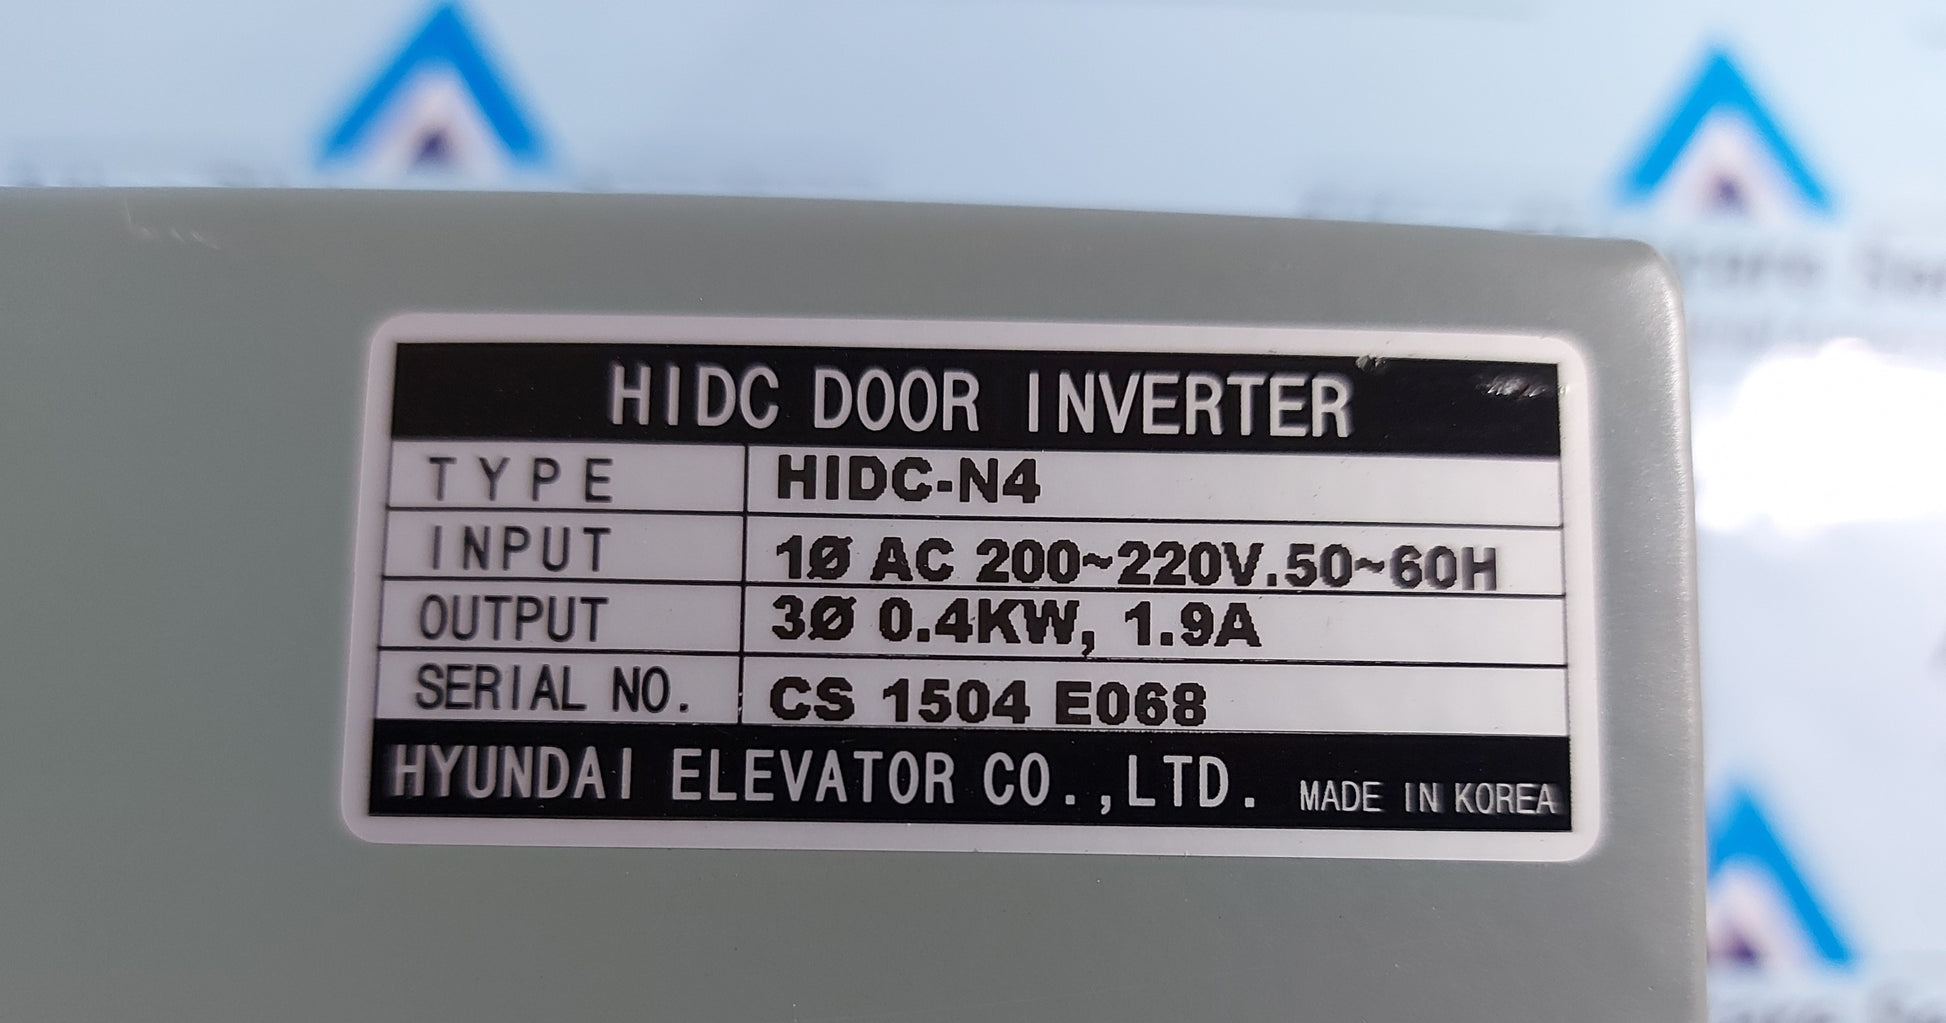 HIDC DOOR INVERTER
TYPE HIDC-N4
INPUT 1Ø AC 200~220V.50~60H
OUTPUT 3Ø 0.4KW, 1.9A
SERIAL NO. CS 1504 E068
HYUNDAI ELEVATOR CO.,LTD. MADE IN KOREA